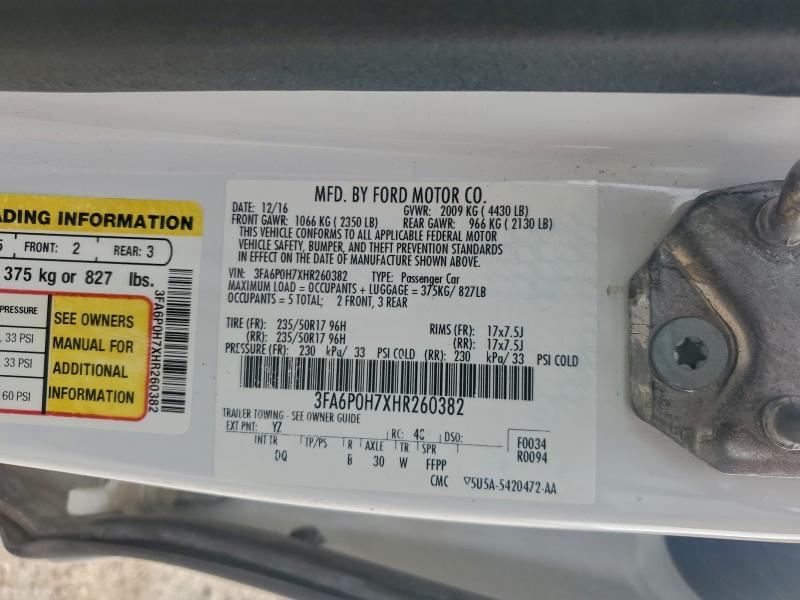 MFD. BY FORD MOTOR CO.
12/16 GVWR: 2009 KG ( 4430 LB)
FRONT GAWR: 1066 KG ( 2350 LB) REAR GAWR: 966 KG ( 2130 LB)
THIS VEHICLE CONFORMS TO ALL APPLICABLE FEDERAL MOTOR
VEHICLE SAFETY, BUMPER, AND THEFT PREVENTION STANDARDS
IN EFFECT ON THE DATE OF MANUFACTURE SHOWN ABOVE.
VIN: 3FA6P0H7XHR260382 TYPE: Passenger Car
MAXIMUM LOAD = OCCUPANTS + LUGGAGE = 375KG/ 827LB
OCCUPANTS = 5 TOTAL; 2 FRONT, 3 REAR
TIRE (FR): 235/50R17 96H RIMS (FR): 17x7.5J
(RR): 235/50R17 96H (RR): 17x7.5J
PRESSURE (FR): 230 kPa/ 33 PSI COLD (RR): 230 kPa/ 33 PSI COLD
3FA6P0H7XHR260382
TRAILER TOWING - SEE OWNER GUIDE
EXT PNT: YZ RC: 48 DSO: F0034
INT TR TP/PS R AXLE TR SPR R0094
DQ B 30 W FFPP
CMC ▽5U5A-5420472-AA
ADING INFORMATION
5 FRONT: 2 REAR: 3
375 kg or 827 lbs.
PRESSURE
, 33 PSI
, 33 PSI
60 PSI
SEE OWNERS
MANUAL FOR
ADDITIONAL
INFORMATION
3FA6P0H7XHR260382